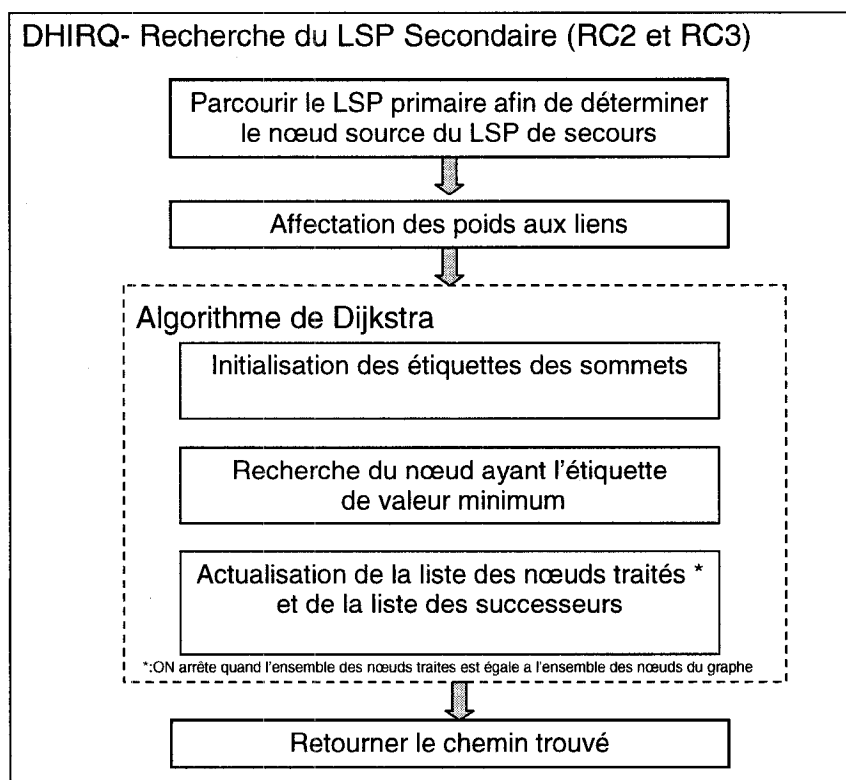 DHIRQ- Recherche du LSP Secondaire (RC2 et RC3)
Parcourir le LSP primaire afin de déterminer
le nœud source du LSP de secours
Affectation des poids aux liens
Algorithme de Dijkstra
Initialisation des étiquettes des sommets
Recherche du nœud ayant l'étiquette
de valeur minimum
Actualisation de la liste des nœuds traités *
et de la liste des successeurs
*:ON arrête quand l'ensemble des nœuds traites est égale a l'ensemble des nœuds du graphe
Retourner le chemin trouvé